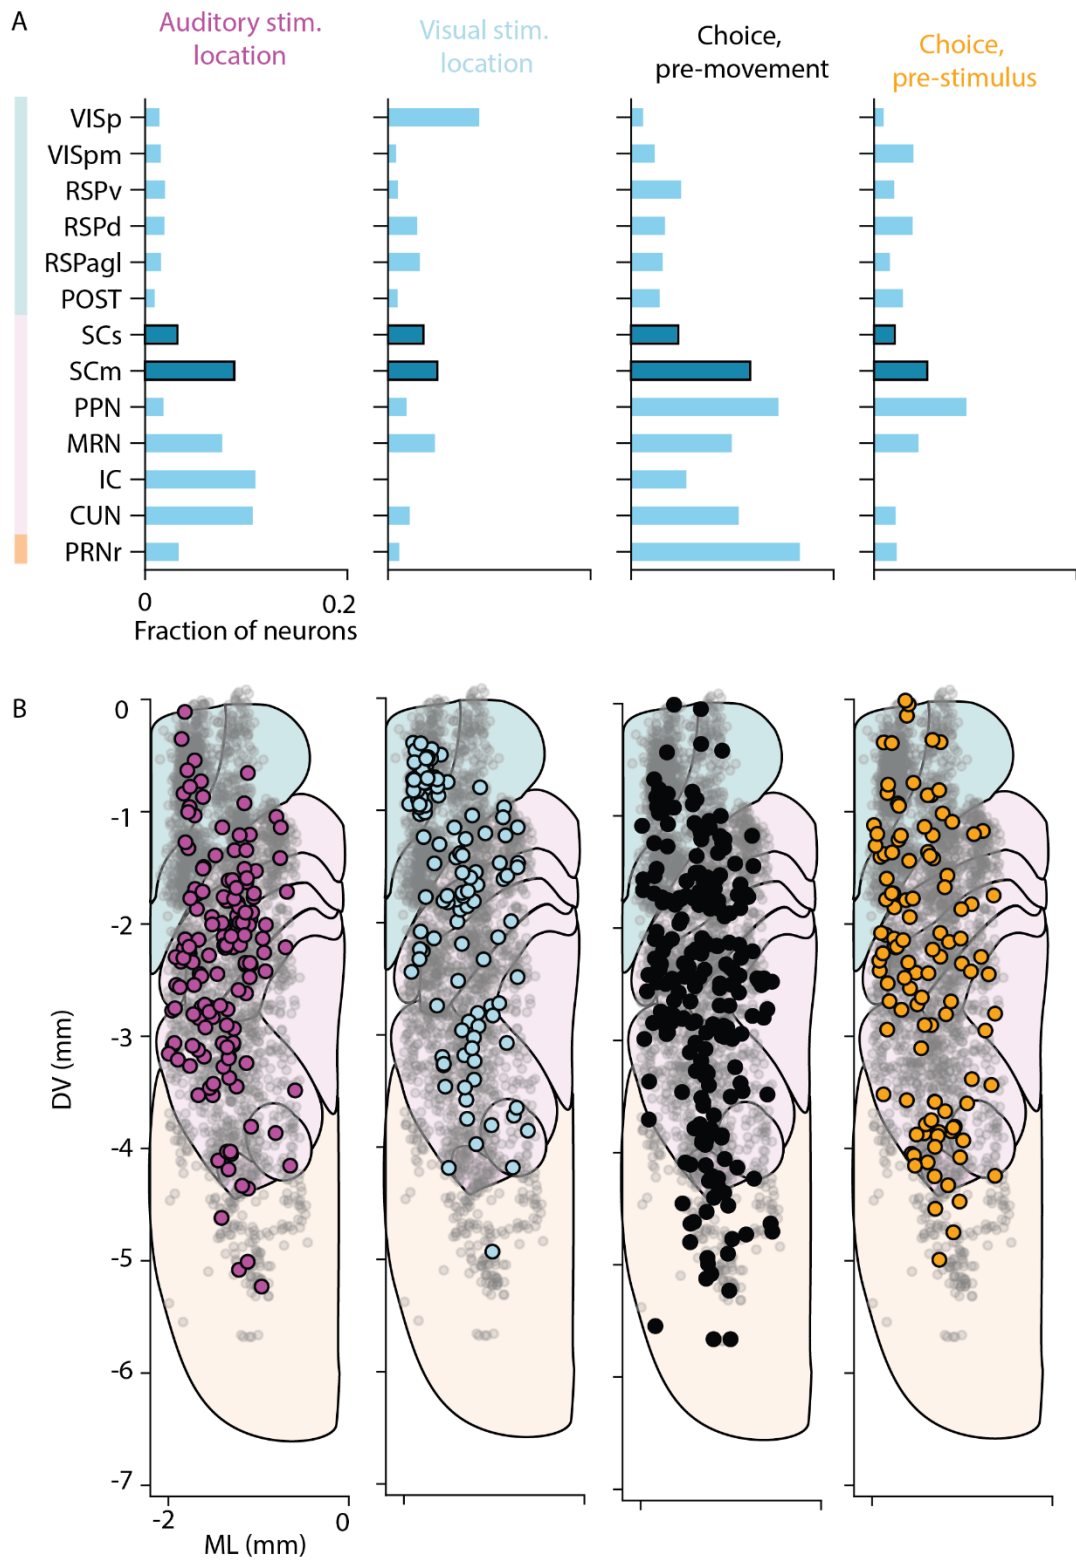 A
Auditory stim.
location
Visual stim.
location
Choice,
pre-movement
Choice,
pre-stimulus
VISp
VISpm
RSPv
RSPd
RSPagl
POST
SCs
SCm
PPN
MRN
IC
CUN
PRNr
0 0.2
Fraction of neurons
B
0
-1
-2
-3
-4
-5
-6
-7
DV (mm)
-2 0
ML (mm)